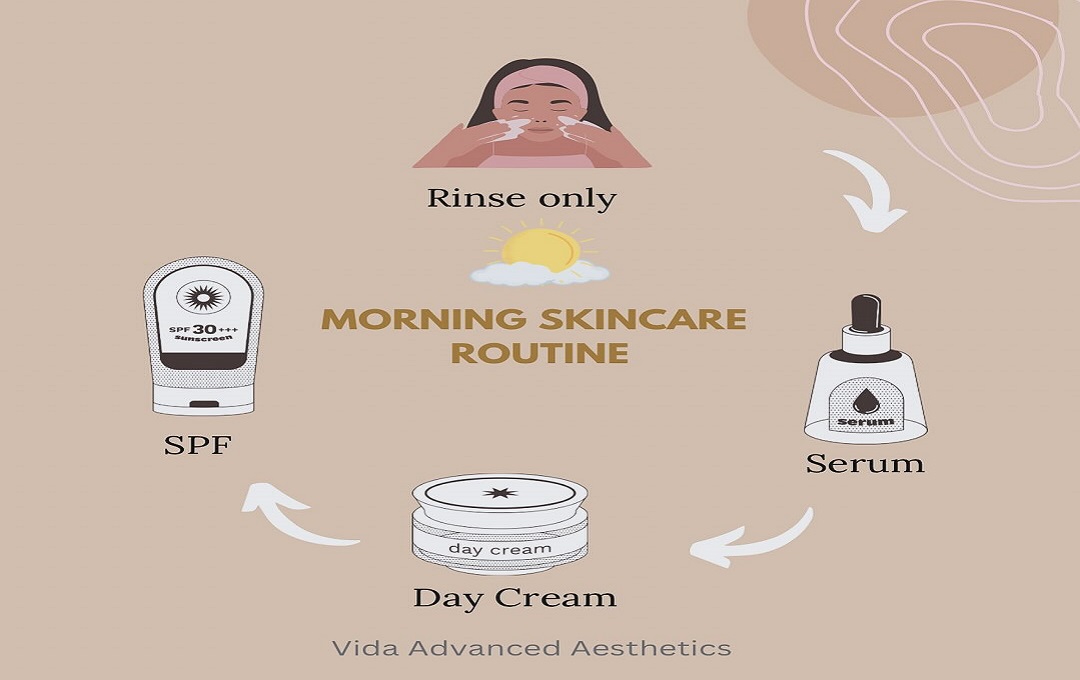 Rinse only
MORNING SKINCARE
ROUTINE
SPF 30+++
sunscreen
SPF
serum
Serum
day cream
Day Cream
Vida Advanced Aesthetics